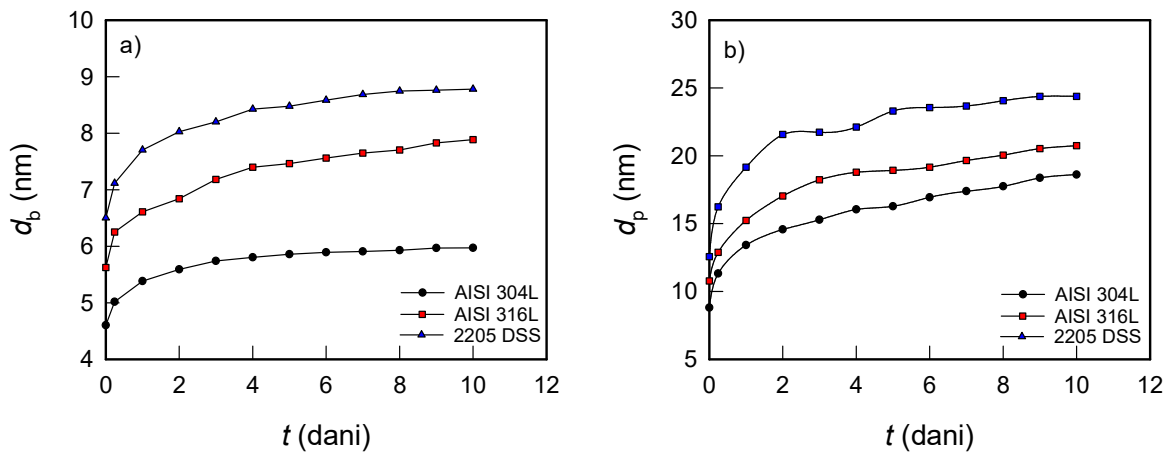 a)
10
9
8
7
6
5
4
d_b (nm)
AISI 304L
AISI 316L
2205 DSS
0 2 4 6 8 10 12
t (dani)
b)
30
25
20
15
10
5
d_p (nm)
AISI 304L
AISI 316L
2205 DSS
0 2 4 6 8 10 12
t (dani)